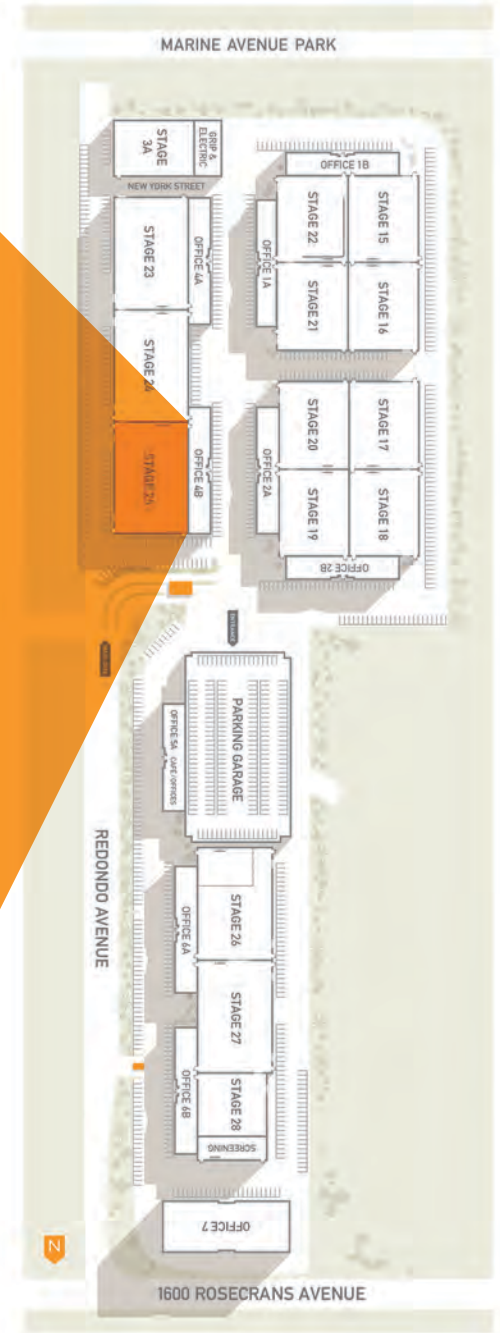 MARINE AVENUE PARK
STAGE
3A
GRIP &
ELECTRIC
NEW YORK STREET
OFFICE 1B
STAGE 23
OFFICE 4A
OFFICE 1A
STAGE 22
STAGE 15
STAGE 21
STAGE 16
STAGE 24
STAGE 25
OFFICE 4B
OFFICE 2A
STAGE 20
STAGE 17
STAGE 19
STAGE 18
OFFICE 2B
ENTRANCE
PARKING GARAGE
OFFICE 5A CAFÉ/OFFICES
REDONDO AVENUE
STAGE 26
OFFICE 6A
STAGE 27
OFFICE 6B
STAGE 28
SCREENING
OFFICE 7
N
1600 ROSECRANS AVENUE